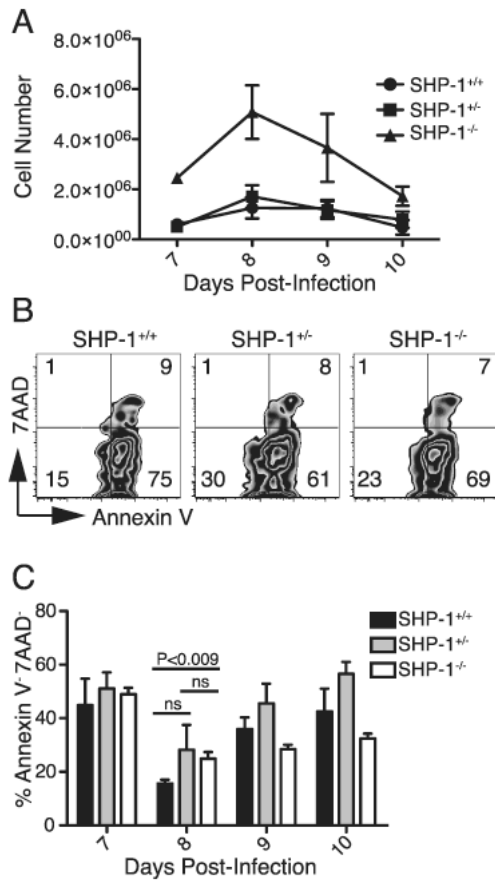 A
8.0×10⁰⁶
6.0×10⁰⁶
4.0×10⁰⁶
2.0×10⁰⁶
0.0×10⁰⁰
Cell Number
7 8 9 10
Days Post-Infection
SHP-1⁺/⁺
SHP-1⁺/⁻
SHP-1⁻/⁻
B
SHP-1⁺/⁺ SHP-1⁺/⁻ SHP-1⁻/⁻
7AAD
1 9 1 8 1 7
15 75 30 61 23 69
Annexin V
C
80
60
40
20
0
% Annexin V⁻ 7AAD⁻
P<0.009
ns
ns
SHP-1⁺/⁺
SHP-1⁺/⁻
SHP-1⁻/⁻
7 8 9 10
Days Post-Infection